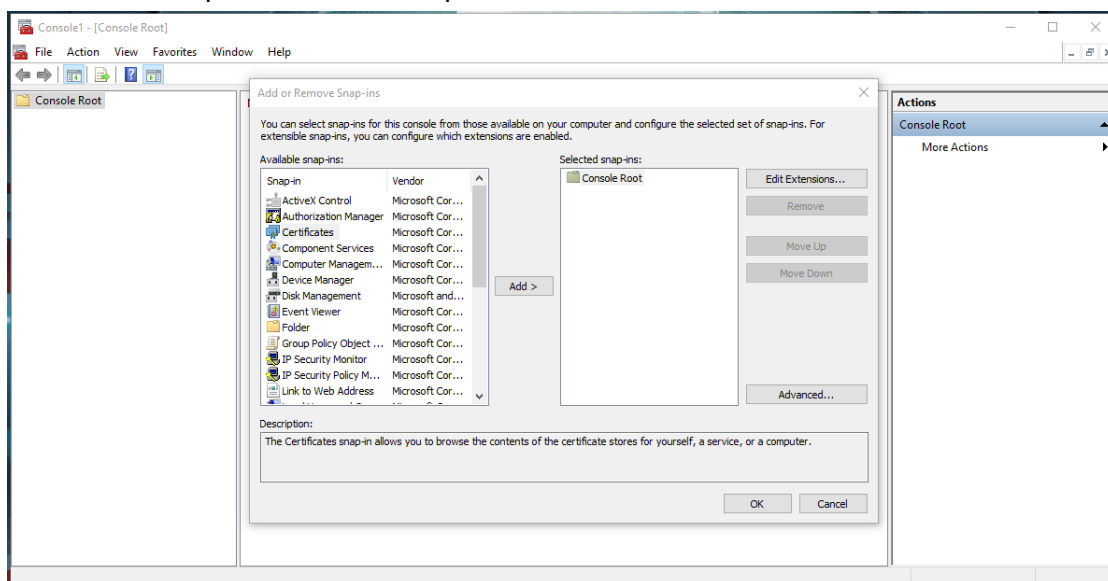 Console1 - [Console Root]
File Action View Favorites Window Help
Console Root
Add or Remove Snap-ins
You can select snap-ins for this console from those available on your computer and configure the selected set of snap-ins. For
extensible snap-ins, you can configure which extensions are enabled.
Available snap-ins:
Snap-in Vendor
ActiveX Control Microsoft Cor...
Authorization Manager Microsoft Cor...
Certificates Microsoft Cor...
Component Services Microsoft Cor...
Computer Managem... Microsoft Cor...
Device Manager Microsoft Cor...
Disk Management Microsoft and...
Event Viewer Microsoft Cor...
Folder Microsoft Cor...
Group Policy Object ... Microsoft Cor...
IP Security Monitor Microsoft Cor...
IP Security Policy M... Microsoft Cor...
Link to Web Address Microsoft Cor...
Add >
Selected snap-ins:
Console Root
Edit Extensions...
Remove
Move Up
Move Down
Advanced...
Description:
The Certificates snap-in allows you to browse the contents of the certificate stores for yourself, a service, or a computer.
OK Cancel
Actions
Console Root
More Actions